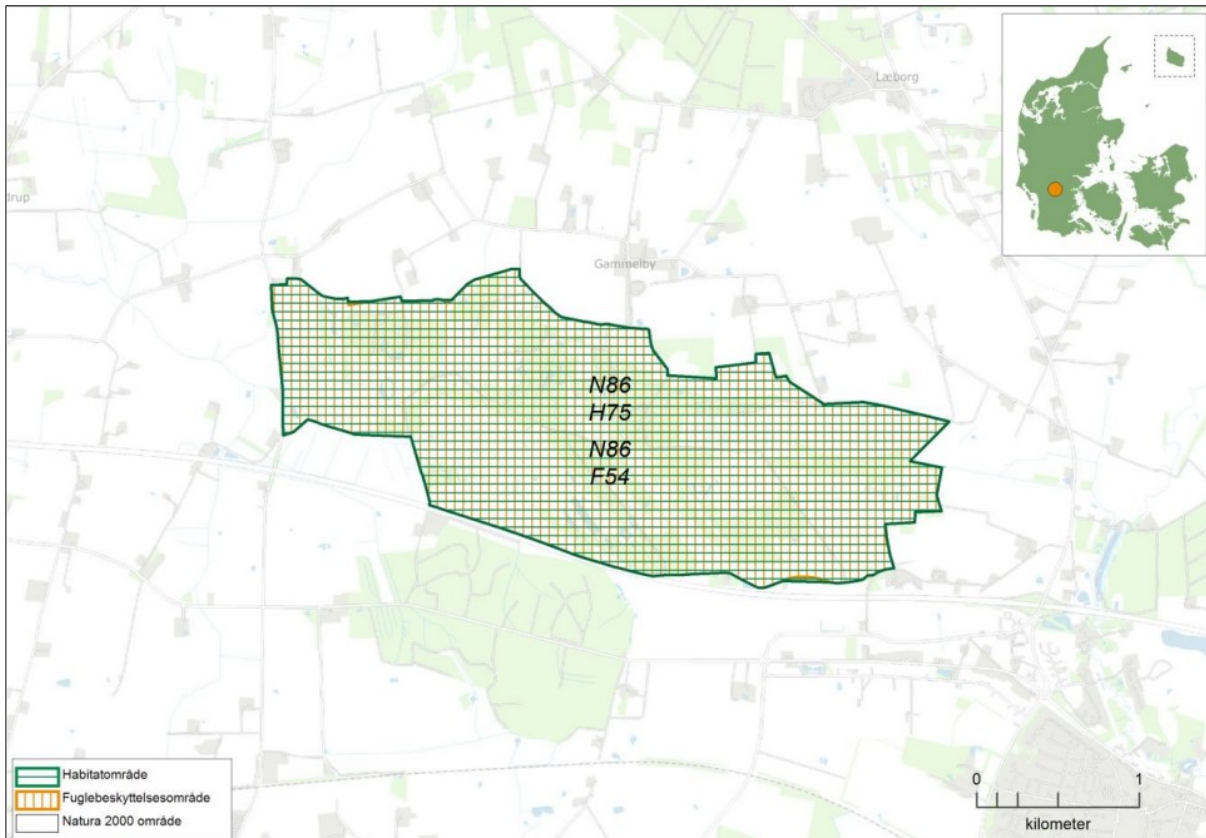 Læborg
drup
Gammelby
N86
H75
N86
F54
Habitatområde
Fuglebeskyttelsesområde
Natura 2000 område
0 1
kilometer